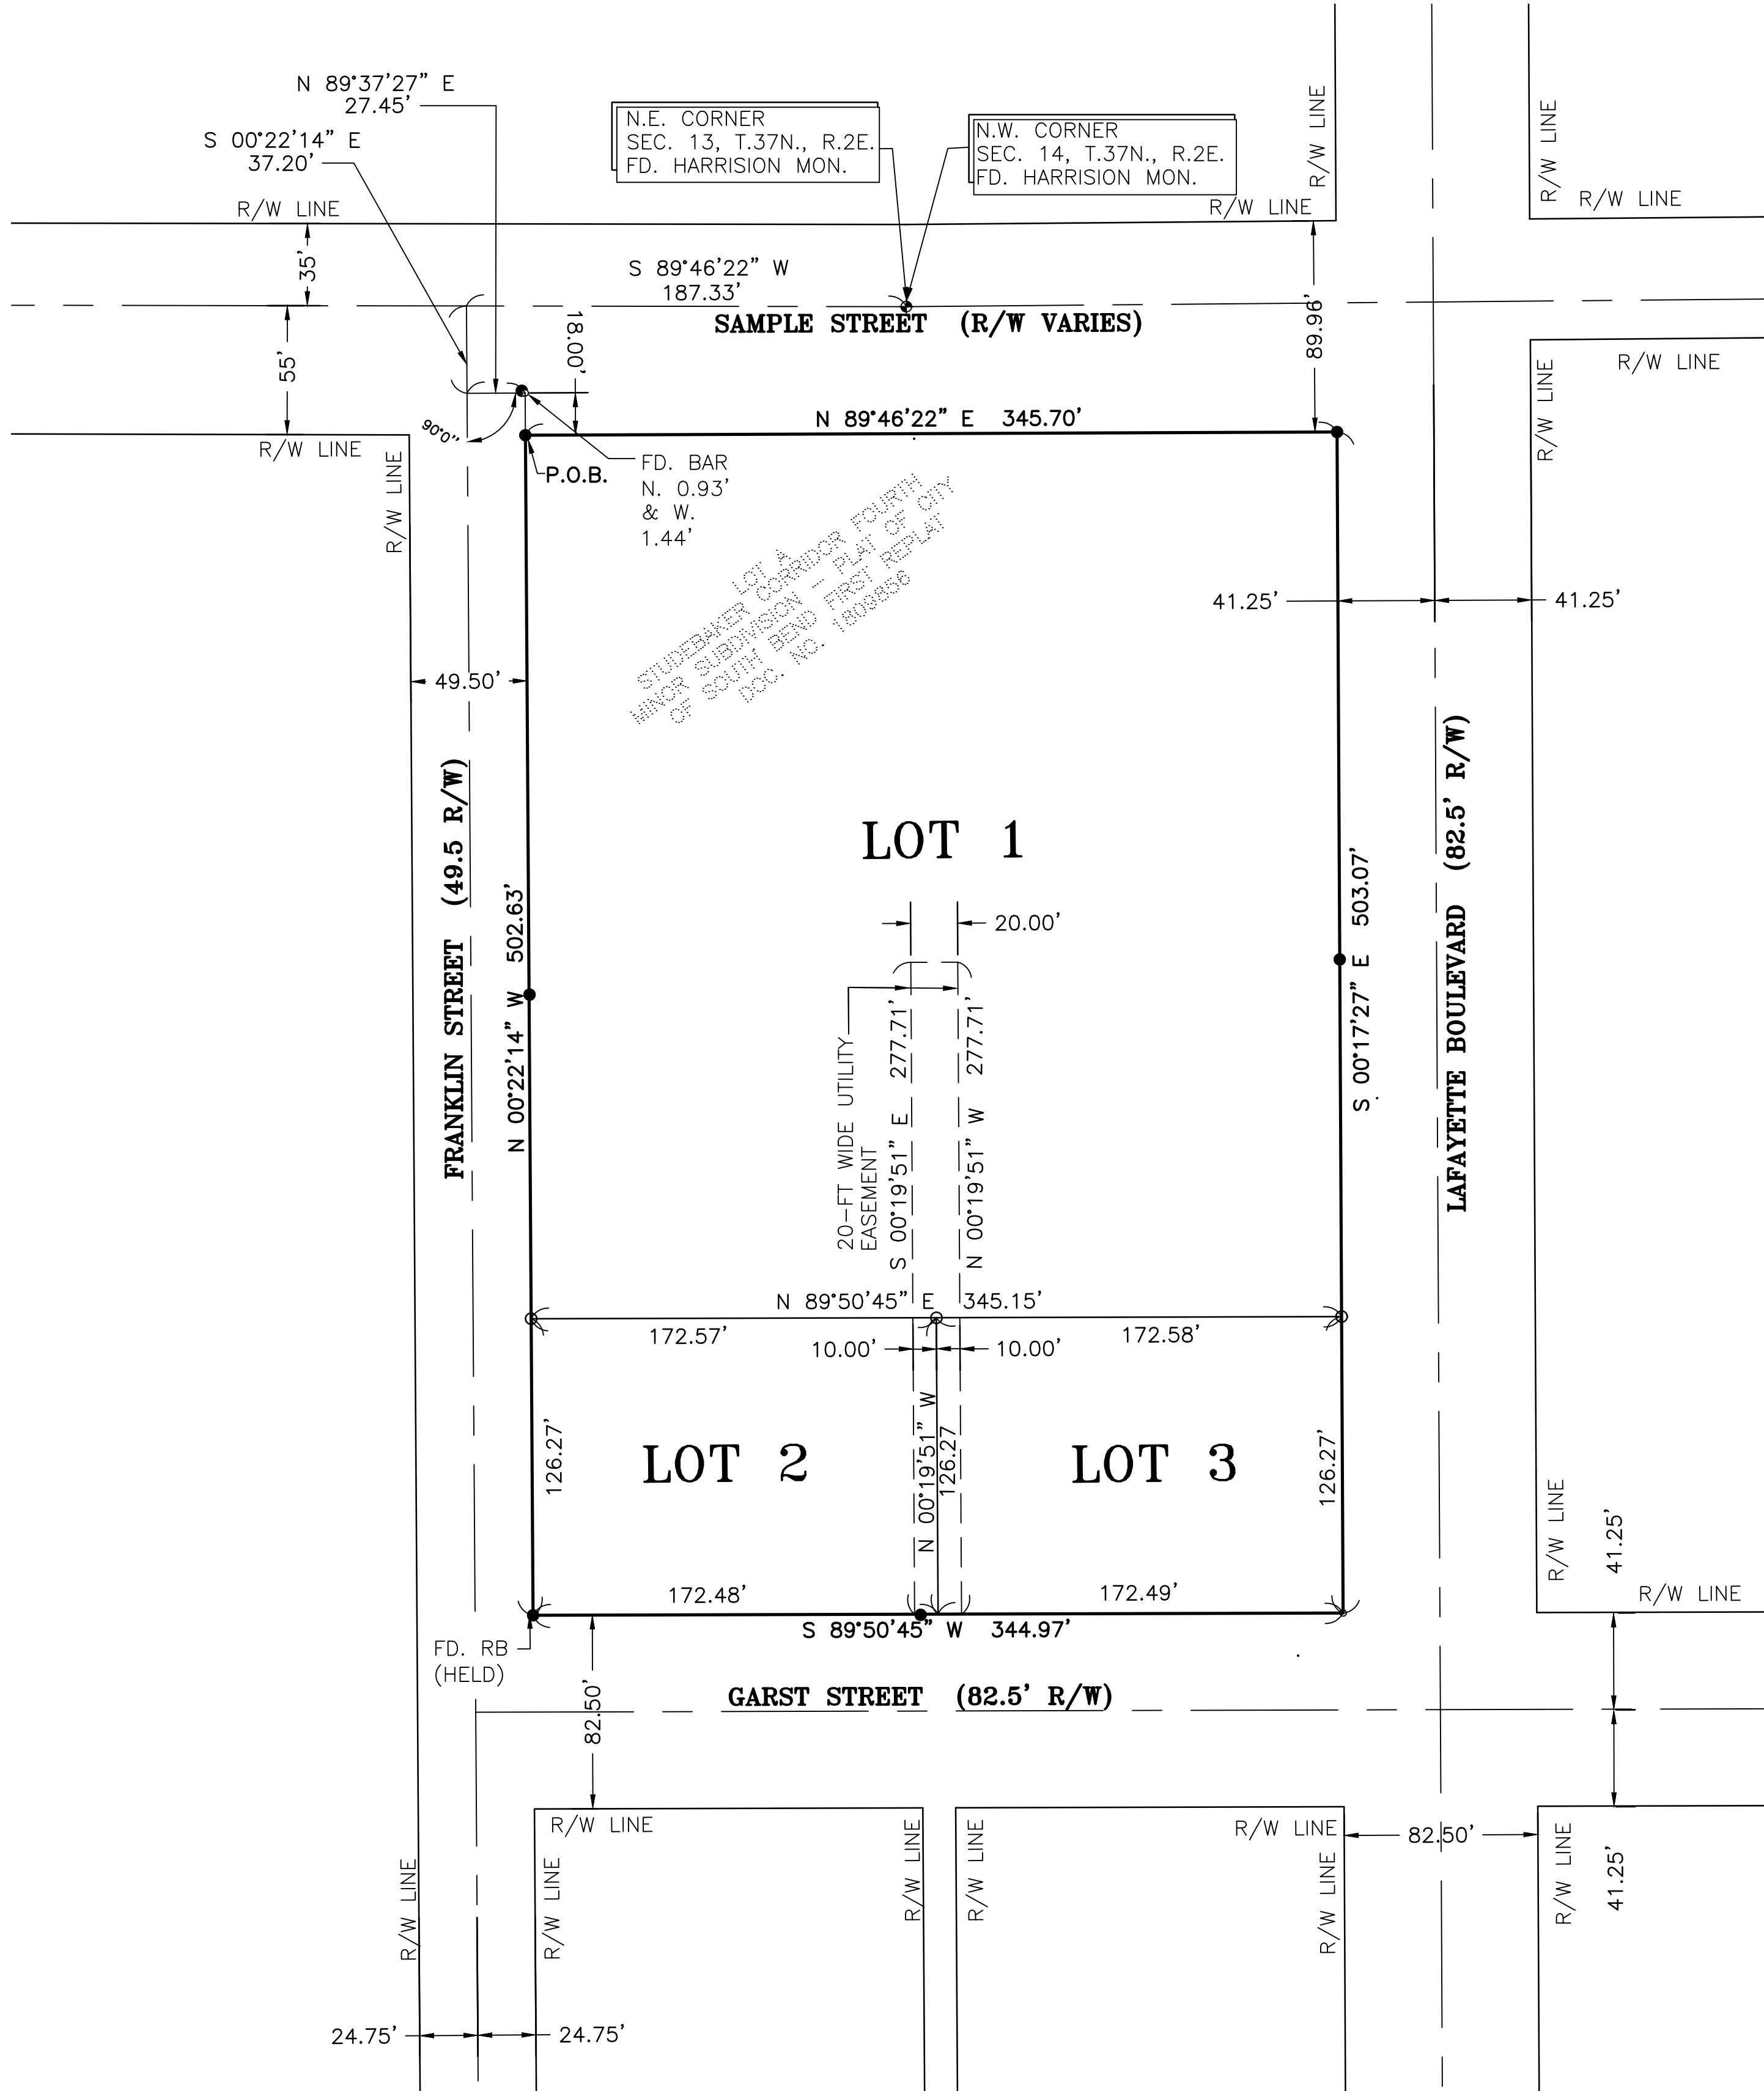 N 89°37'27" E
27.45'
S 00°22'14" E
37.20'
N.E. CORNER
SEC. 13, T.37N., R.2E.
FD. HARRISION MON.
N.W. CORNER
SEC. 14, T.37N., R.2E.
FD. HARRISION MON.
R/W LINE
R/W LINE
R/W LINE
R/W LINE
R/W LINE
35'
S 89°46'22" W
187.33'
SAMPLE STREET (R/W VARIES)
18.00'
89.96'
55'
R/W LINE
R/W LINE
90°0"
N 89°46'22" E 345.70'
R/W LINE
R/W LINE
P.O.B.
FD. BAR
N. 0.93'
& W.
1.44'
LOT A
STUDEBAKER CORRIDOR FOURTH
MINOR SUBDIVISION – PLAT OF CITY
OF SOUTH BEND FIRST REPLAT
DOC. NO. 1809856
41.25'
41.25'
49.50'
FRANKLIN STREET (49.5 R/W)
N 00°22'14" W 502.63'
LOT 1
LAFAYETTE BOULEVARD (82.5' R/W)
S 00°17'27" E 503.07'
20.00'
20-FT WIDE UTILITY
EASEMENT
S 00°19'51" E 277.71'
N 00°19'51" W 277.71'
N 89°50'45" E 345.15'
172.57'
172.58'
10.00'
10.00'
126.27'
LOT 2
N 00°19'51" W
126.27
LOT 3
126.27'
172.48'
172.49'
S 89°50'45" W 344.97'
FD. RB
(HELD)
R/W LINE
41.25'
R/W LINE
82.50'
GARST STREET (82.5' R/W)
R/W LINE
R/W LINE
R/W LINE
R/W LINE
R/W LINE
R/W LINE
R/W LINE
82.50'
R/W LINE
41.25'
24.75'
24.75'